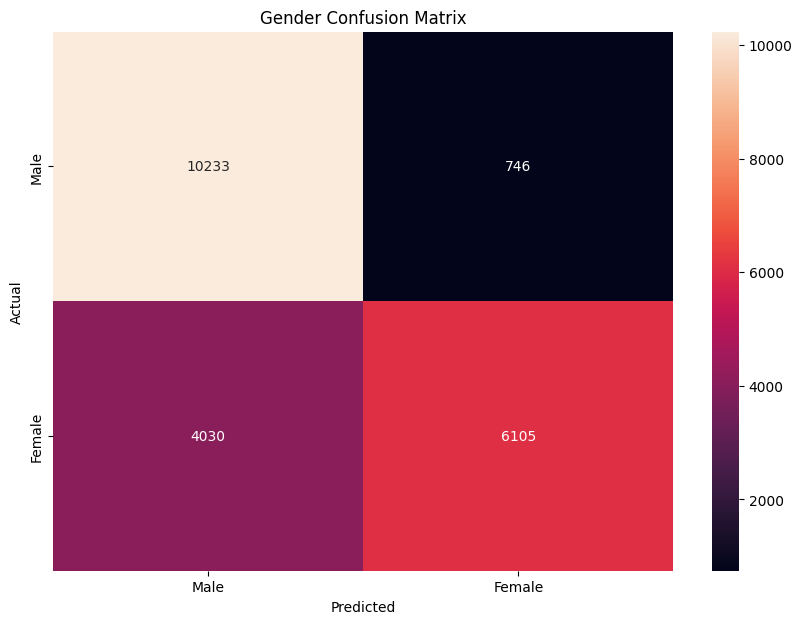 Gender Confusion Matrix
10000
Male
10233
746
8000
Actual
6000
4000
Female
4030
6105
2000
Male
Female
Predicted